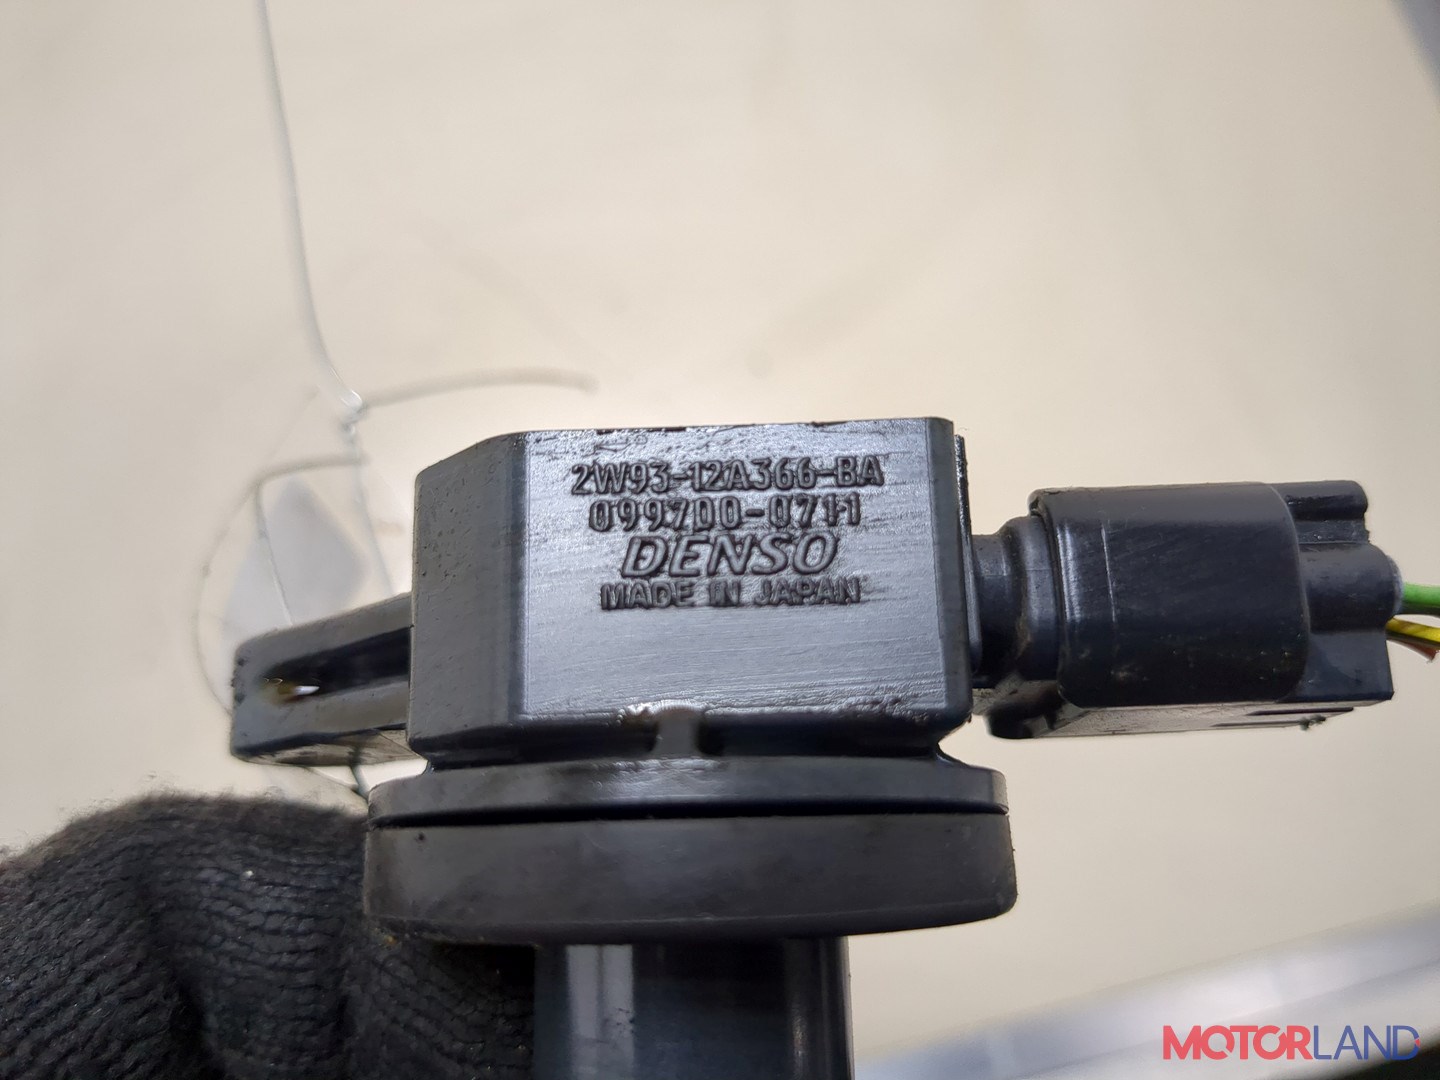 2W93-12A366-BA
099700-0711
DENSO
MADE IN JAPAN
MOTORLAND